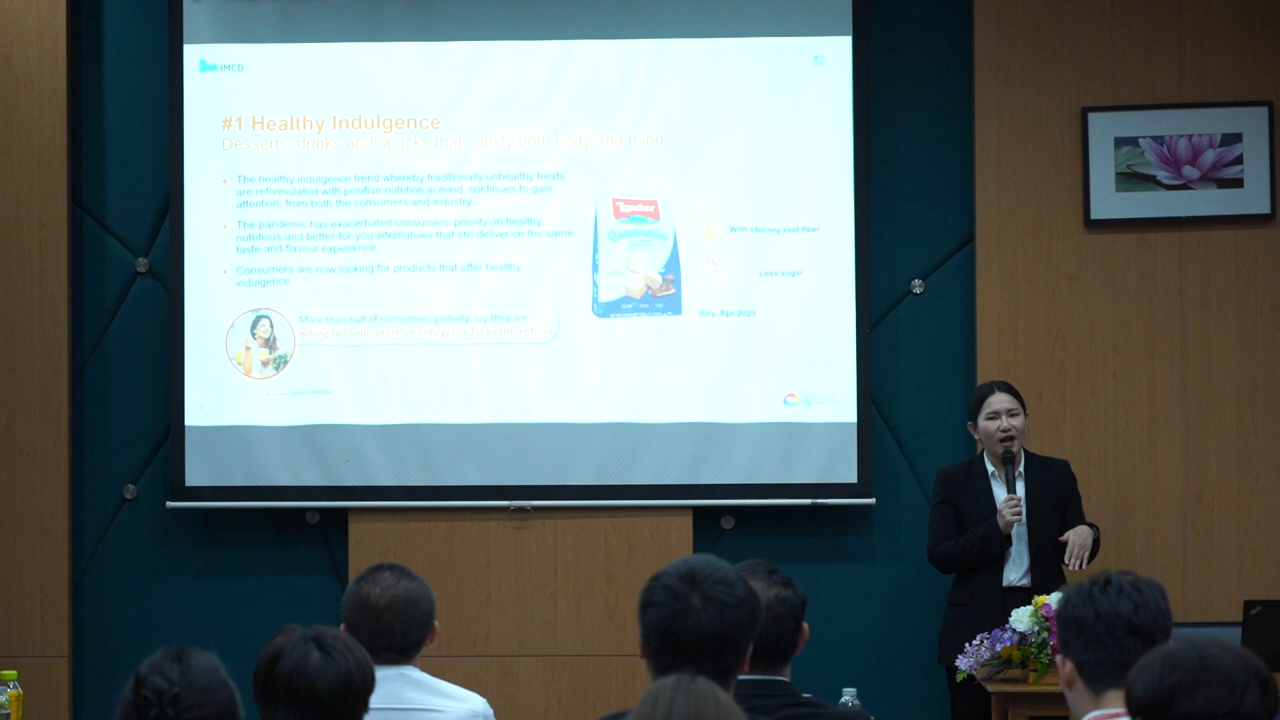 IMCD
#1 Healthy Indulgence
Desserts, drinks and snacks that satisfy both body and mind
The healthy indulgence trend whereby traditionally unhealthy treats
are reformulated with positive nutrition in mind, continues to gain
attention, from both the consumers and industry.
The pandemic has exacerbated consumers' priority on healthy,
nutritious and better-for-you alternatives that still deliver on the same
taste and flavour experience.
Consumers are now looking for products that offer healthy
indulgence.
Loacker
With chicory root fiber
Less sugar
Italy, Apr 2023
More than half of consumers, globally, say they are
willing to compromise on indulgence for healthier food